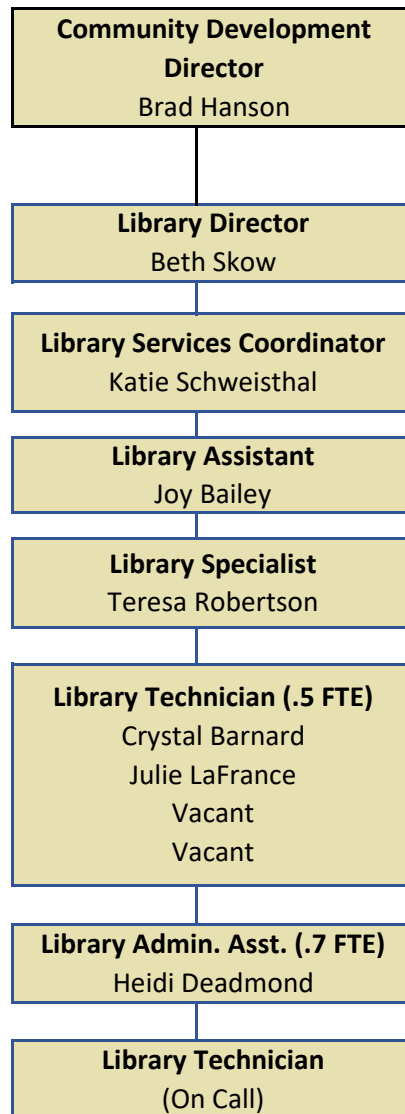 Community Development
Director
Brad Hanson
Library Director
Beth Skow
Library Services Coordinator
Katie Schweisthal
Library Assistant
Joy Bailey
Library Specialist
Teresa Robertson
Library Technician (.5 FTE)
Crystal Barnard
Julie LaFrance
Vacant
Vacant
Library Admin. Asst. (.7 FTE)
Heidi Deadmond
Library Technician
(On Call)